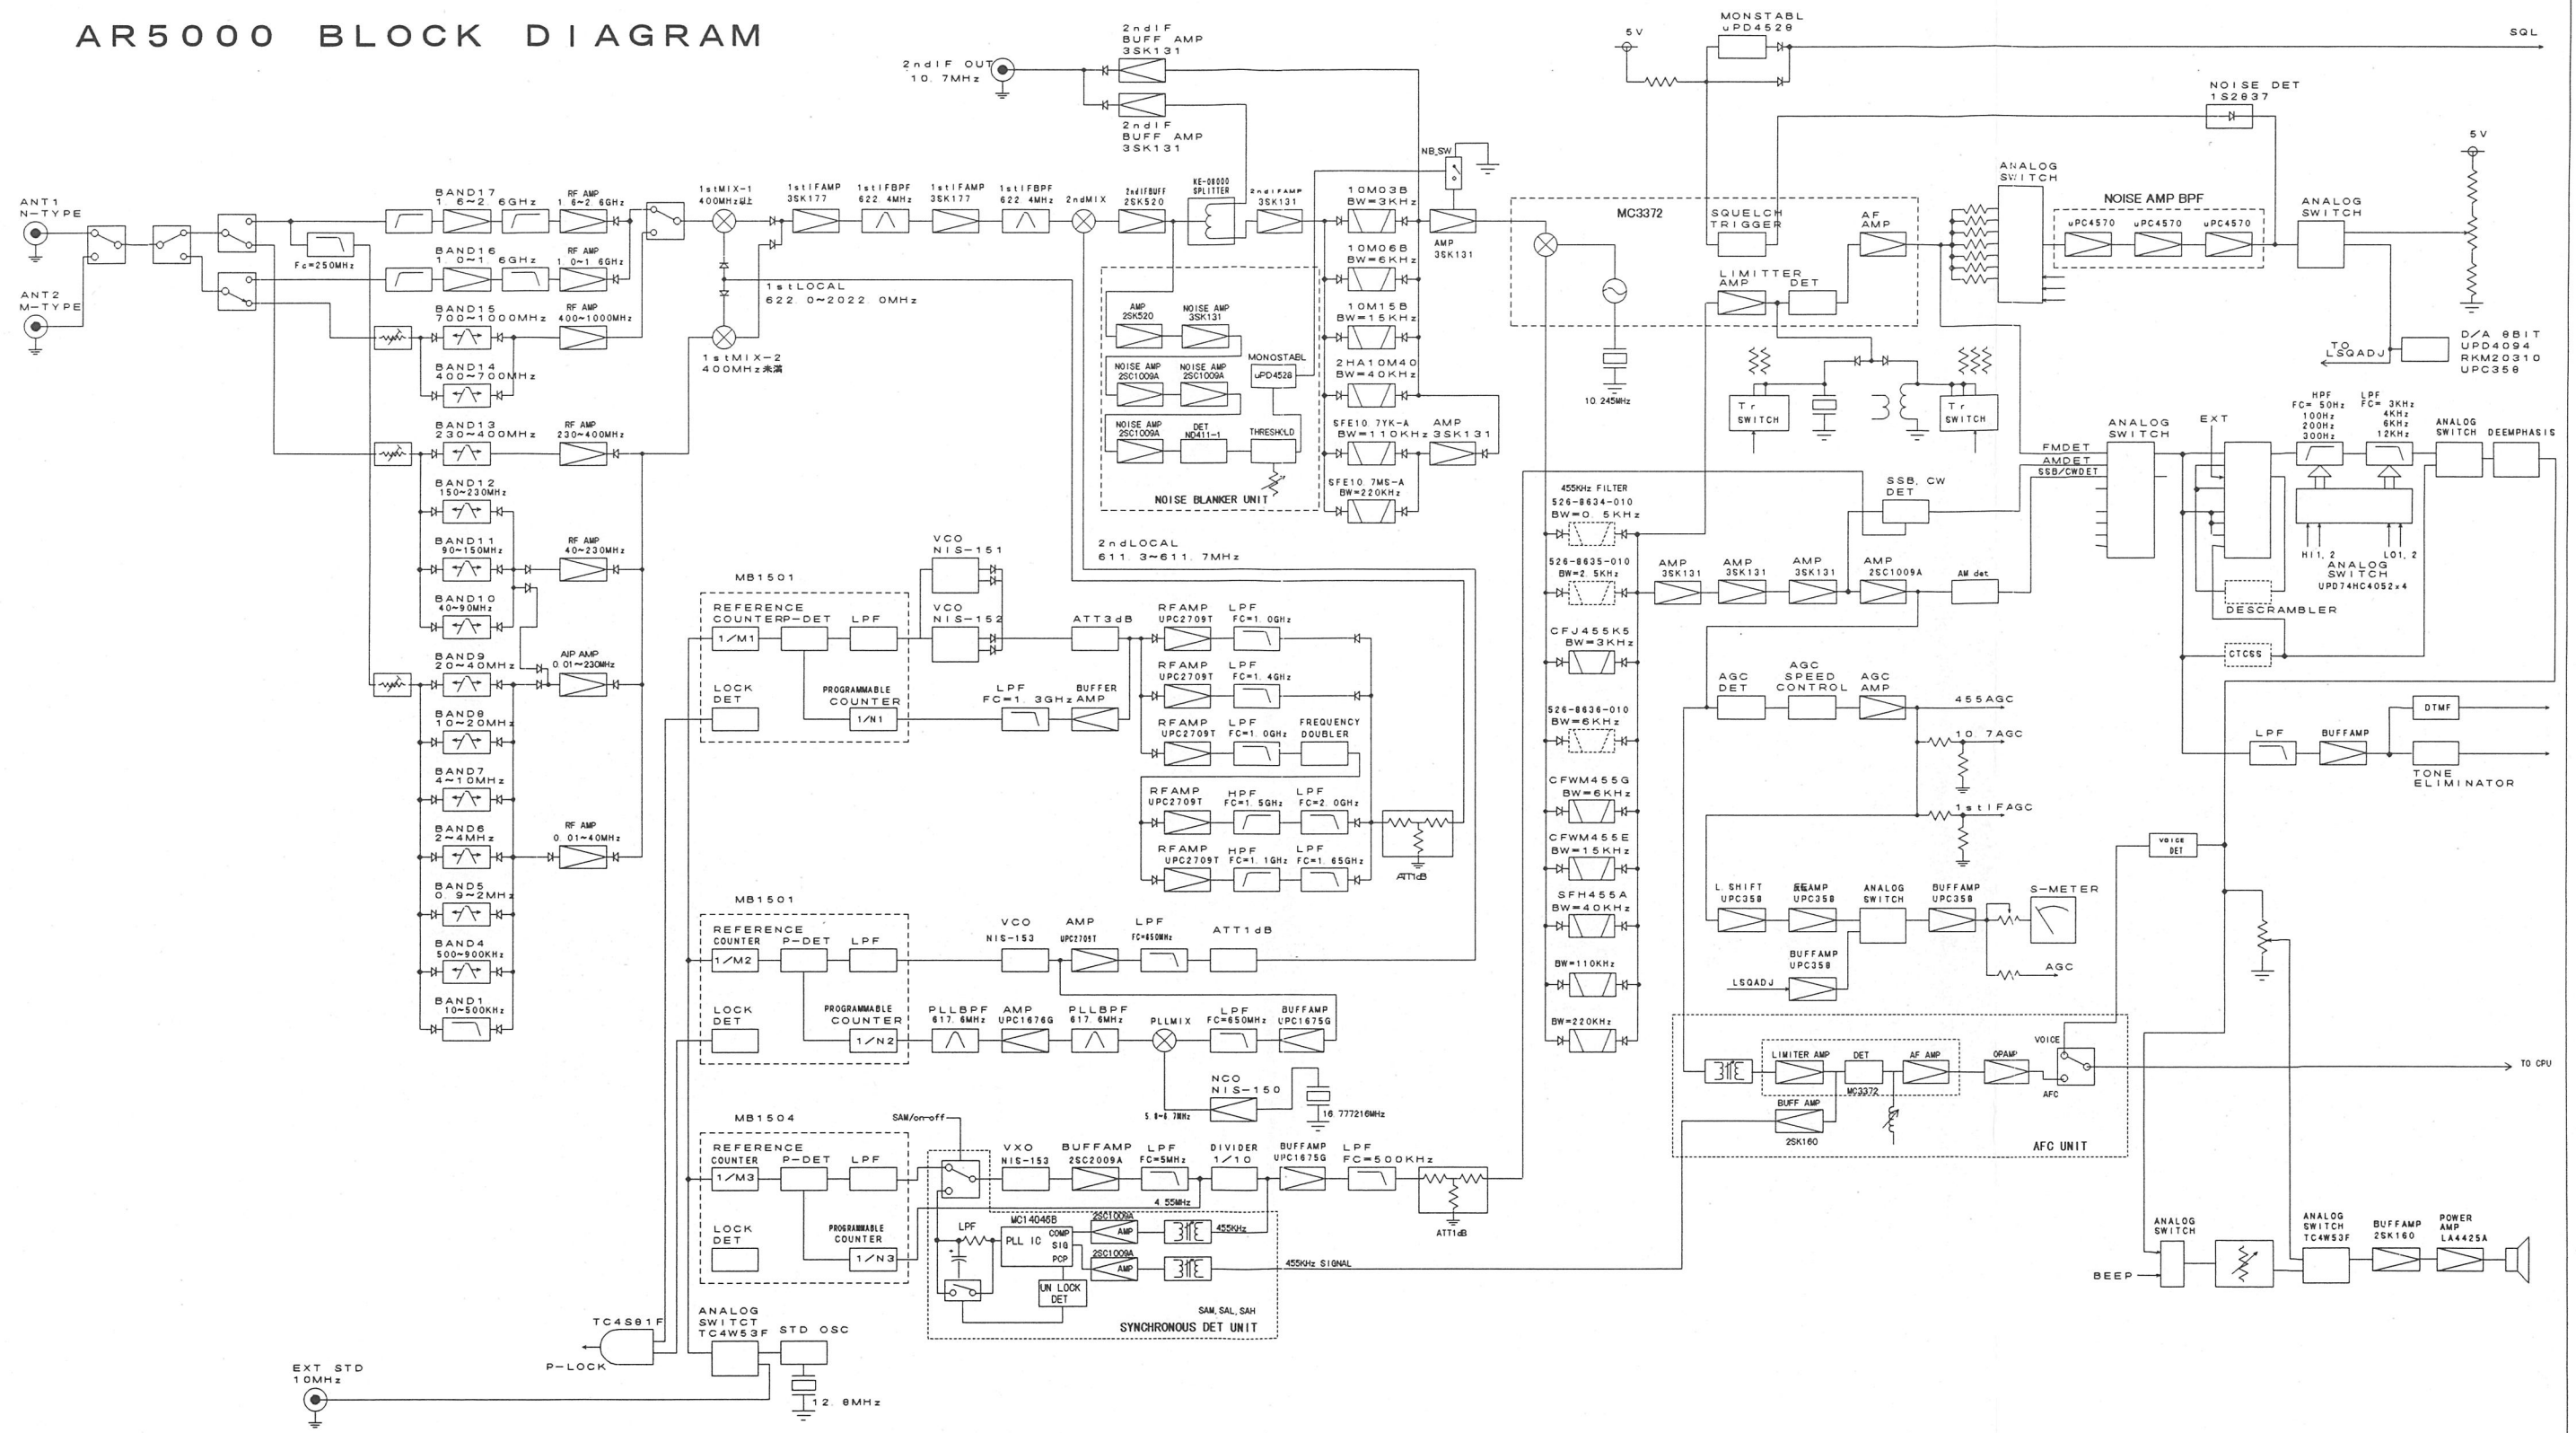 AR5000 BLOCK DIAGRAM
ANT1
N-TYPE
ANT2
M-TYPE
Fc=250MHz
BAND17
1. 6~2. 6GHz
RF AMP
1. 6~2. 6GHz
BAND16
1. 0~1. 6GHz
RF AMP
1. 0~1. 6GHz
BAND15
700~1000MHz
RF AMP
400~1000MHz
BAND14
400~700MHz
BAND13
230~400MHz
RF AMP
230~400MHz
BAND12
150~230MHz
BAND11
90~150MHz
RF AMP
40~230MHz
BAND10
40~90MHz
BAND9
20~40MHz
AIP AMP
0.01~230MHz
BAND8
10~20MHz
BAND7
4~10MHz
BAND6
2~4MHz
RF AMP
0. 01~40MHz
BAND5
0. 9~2MHz
BAND4
500~900KHz
BAND1
10~500KHz
1stMIX-1
400MHz以上
1stLOCAL
622. 0~2022. 0MHz
1stMIX-2
400MHz未満
1stIFAMP
3SK177
1stIFBPF
622. 4MHz
1stIFAMP
3SK177
1stIFBPF
622. 4MHz
2ndMIX
2ndIFBUFF
2SK520
KE-08000
SPLITTER
2ndIFAMP
3SK131
2ndIF OUT
10. 7MHz
2ndIF
BUFF AMP
3SK131
2ndIF
BUFF AMP
3SK131
AMP
2SK520
NOISE AMP
3SK131
NOISE AMP
2SC1009A
NOISE AMP
2SC1009A
MONOSTABL
uPD4528
NOISE AMP
2SC1009A
DET
ND411-1
THRESHOLD
NOISE BLANKER UNIT
2ndLOCAL
611. 3~611. 7MHz
10M03B
BW=3KHz
10M06B
BW=6KHz
10M15B
BW=15KHz
2HA10M40
BW=40KHz
SFE10. 7YK-A
BW=110KHz
AMP
3SK131
SFE10. 7MS-A
BW=220KHz
NB.SW
AMP
3SK131
5V
MONSTABL
uPD4528
SQL
MC3372
SQUELCH
TRIGGER
AF
AMP
LIMITTER
AMP
DET
10.245MHz
Tr
SWITCH
Tr
SWITCH
ANALOG
SWITCH
NOISE AMP BPF
uPC4570
uPC4570
uPC4570
NOISE DET
1S2837
ANALOG
SWITCH
5V
TO
LSQADJ
D/A 8BIT
UPD4094
RKM20310
UPC358
455KHz FILTER
526-8634-010
BW=0. 5KHz
526-8635-010
BW=2. 5KHz
CFJ455K5
BW=3KHz
526-8636-010
BW=6KHz
CFWM455G
BW=6KHz
CFWM455E
BW=15KHz
SFH455A
BW=40KHz
BW=110KHz
BW=220KHz
AMP
3SK131
AMP
3SK131
AMP
3SK131
AMP
2SC1009A
AM det
SSB, CW
DET
FMDET
AMDET
SSB/CWDET
ANALOG
SWITCH
EXT
HPF
FC= 50Hz
100Hz
200Hz
300Hz
LPF
FC= 3KHz
4KHz
6KHz
12KHz
ANALOG
SWITCH
DEEMPHASIS
HI1, 2
LO1, 2
ANALOG
SWITCH
UPD74HC4052x4
DESCRAMBLER
CTCSS
DTMF
LPF
BUFFAMP
TONE
ELIMINATOR
AGC
DET
AGC
SPEED
CONTROL
AGC
AMP
455AGC
10. 7AGC
1stIFAGC
L. SHIFT
UPC358
UPC358
ANALOG
SWITCH
BUFFAMP
UPC358
S-METER
BUFFAMP
UPC358
LSQADJ
AGC
VOICE
DET
LIMITER AMP
DET
AF AMP
MC3372
OPAMP
VOICE
AFC
BUFF AMP
2SK160
AFC UNIT
TO CPU
ANALOG
SWITCH
BEEP
ANALOG
SWITCH
TC4W53F
BUFFAMP
2SK160
POWER
AMP
LA4425A
MB1501
REFERENCE
COUNTER
P-DET
LPF
1/M1
LOCK
DET
PROGRAMMABLE
COUNTER
1/N1
VCO
NIS-151
VCO
NIS-152
ATT3dB
LPF
FC=1. 3GHz
BUFFER
AMP
RFAMP
UPC2709T
LPF
FC=1. 0GHz
RFAMP
UPC2709T
LPF
FC=1. 4GHz
RFAMP
UPC2709T
LPF
FC=1. 0GHz
FREQUENCY
DOUBLER
RFAMP
UPC2709T
HPF
FC=1. 5GHz
LPF
FC=2. 0GHz
RFAMP
UPC2709T
HPF
FC=1. 1GHz
LPF
FC=1. 65GHz
ATT1dB
MB1501
REFERENCE
COUNTER
P-DET
LPF
1/M2
LOCK
DET
PROGRAMMABLE
COUNTER
1/N2
VCO
NIS-153
AMP
UPC2709T
LPF
FC=850MHz
ATT1dB
PLLBPF
617. 6MHz
AMP
UPC1676G
PLLBPF
617. 6MHz
PLLMIX
LPF
FC=650MHz
BUFFAMP
UPC1675G
NCO
NIS-150
16. 777216MHz
MB1504
REFERENCE
COUNTER
P-DET
LPF
1/M3
LOCK
DET
PROGRAMMABLE
COUNTER
1/N3
SAM/on-off
VXO
NIS-153
BUFFAMP
2SC2009A
LPF
FC=5MHz
DIVIDER
1/10
BUFFAMP
UPC1675G
LPF
FC=500KHz
ATT1dB
4. 55MHz
LPF
MC14046B
PLL IC
COMP
SIG
PCP
2SC1009A
AMP
455KHz
2SC1009A
AMP
455KHz SIGNAL
UN LOCK
DET
SAM, SAL, SAH
SYNCHRONOUS DET UNIT
TC4S81F
P-LOCK
ANALOG
SWITCT
TC4W53F
STD OSC
12. 8MHz
EXT STD
10MHz